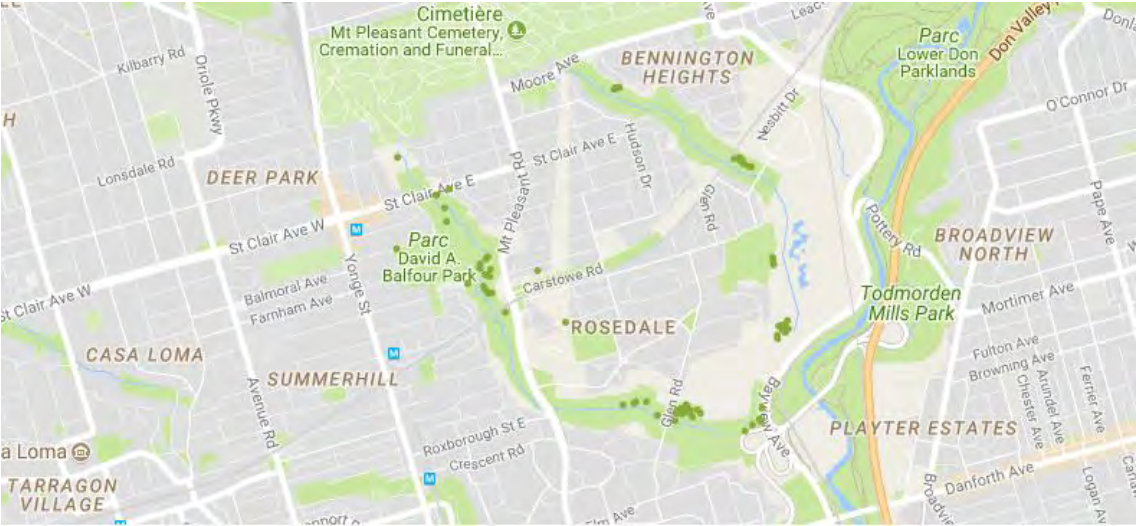 Cimetière
Mt Pleasant Cemetery,
Cremation and Funeral...
Kilbarry Rd
Oriole Pkwy
Moore Ave
BENNINGTON
HEIGHTS
Parc
Lower Don
Parklands
Don Valley
O'Connor Dr
H
Lonsdale Rd
DEER PARK
St Clair Ave E
Hudson Dr
Nesbitt Dr
St Clair Ave E
Mt Pleasant Rd
Glen Rd
Pape Ave
St Clair Ave W
M
Parc
David A.
Balfour Park
Pottery Rd
BROADVIEW
NORTH
Yonge St
Balmoral Ave
Farnham Ave
Carstowe Rd
Todmorden
Mills Park
Mortimer Ave
St Clair Ave W
ROSEDALE
CASA LOMA
M
SUMMERHILL
Fulton Ave
Browning Ave
Chester Ave
Arundel Ave
Ferrier Ave
Avenue Rd
Glen Rd
Bayview Ave
PLAYTER ESTATES
Roxborough St E
Crescent Rd
a Loma
M
TARRAGON
VILLAGE
Danforth Ave
Logan Av
Broadvie
Elm Ave